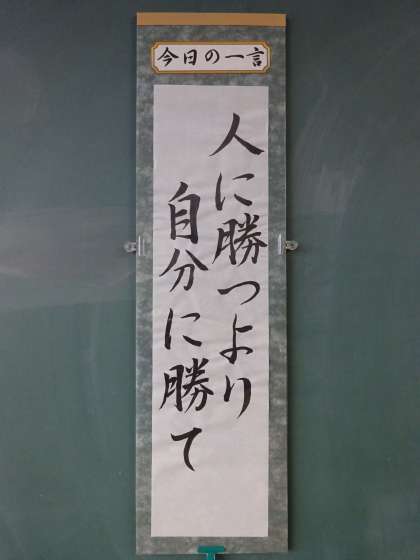 今日の一言
人に勝つより
自分に勝て